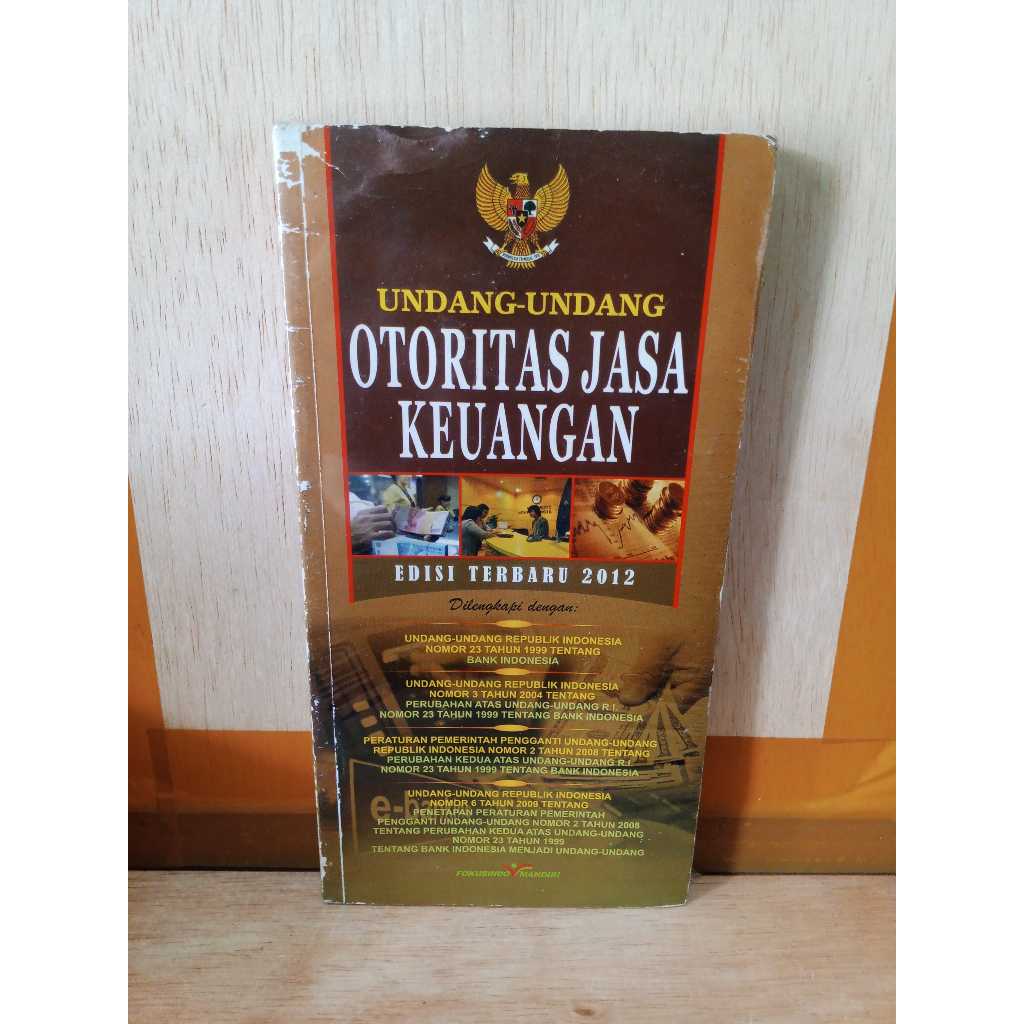 UNDANG-UNDANG
OTORITAS JASA
KEUANGAN
EDISI TERBARU 2012
Dilengkapi dengan:
UNDANG-UNDANG REPUBLIK INDONESIA
NOMOR 23 TAHUN 1999 TENTANG
BANK INDONESIA
UNDANG-UNDANG REPUBLIK INDONESIA
NOMOR 3 TAHUN 2004 TENTANG
PERUBAHAN ATAS UNDANG-UNDANG R.I.
NOMOR 23 TAHUN 1999 TENTANG BANK INDONESIA
PERATURAN PEMERINTAH PENGGANTI UNDANG-UNDANG
REPUBLIK INDONESIA NOMOR 2 TAHUN 2008 TENTANG
PERUBAHAN KEDUA ATAS UNDANG-UNDANG R.I.
NOMOR 23 TAHUN 1999 TENTANG BANK INDONESIA
UNDANG-UNDANG REPUBLIK INDONESIA
NOMOR 6 TAHUN 2009 TENTANG
PENETAPAN PERATURAN PEMERINTAH
PENGGANTI UNDANG-UNDANG NOMOR 2 TAHUN 2008
TENTANG PERUBAHAN KEDUA ATAS UNDANG-UNDANG
NOMOR 23 TAHUN 1999
TENTANG BANK INDONESIA MENJADI UNDANG-UNDANG
FOKUSINDO MANDIRI